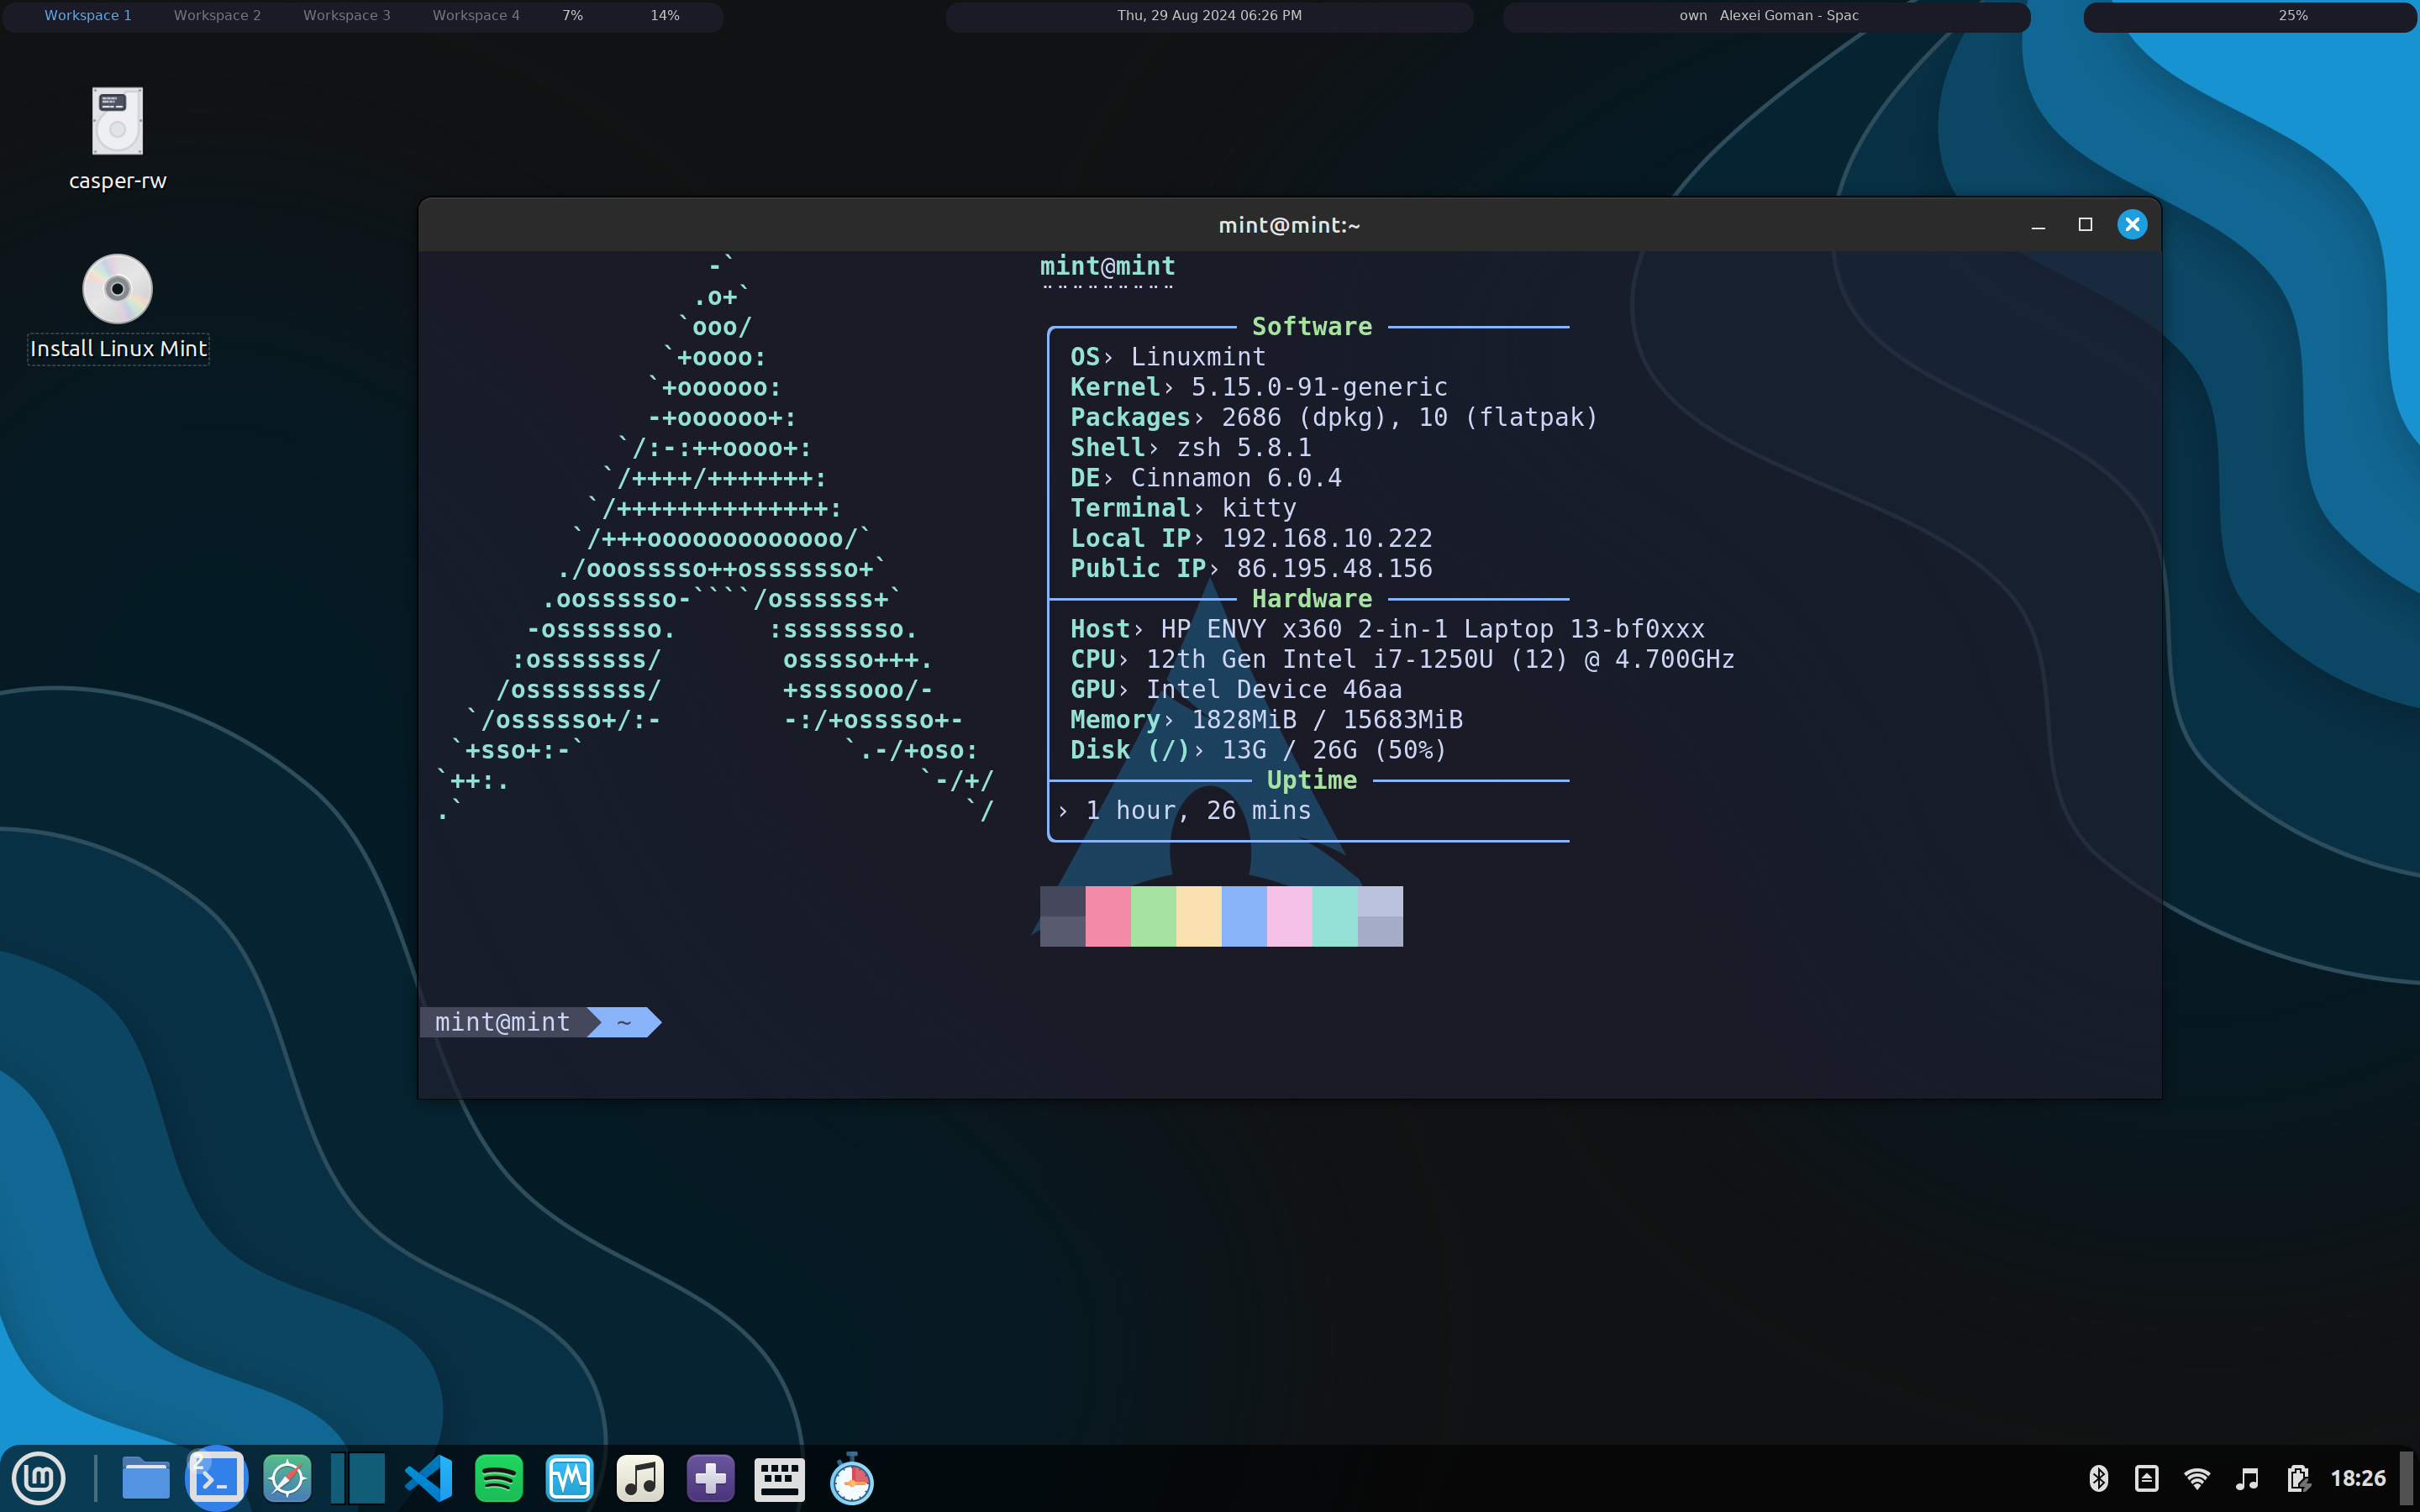 Workspace 1 Workspace 2 Workspace 3 Workspace 4 7% 14% Thu, 29 Aug 2024 06:26 PM own Alexei Goman - Spac 25%
casper-rw
Install Linux Mint
mint@mint:~
-`
.o+`
`ooo/
`+oooo:
`+oooooo:
-+oooooo+:
`/:-:++oooo+:
`/++++/+++++++:
`/++++++++++++++:
`/+++ooooooooooooo/`
./ooosssso++osssssso+`
.oossssso-````/ossssss+`
-osssssso.      :ssssssso.
:osssssss/        osssso+++.
/ossssssss/        +ssssooo/-
`/ossssso+/:-        -:/+osssso+-
`+sso+:-`                 `.-/+oso:
`++:.                           `-/+/
.`                                 `/
mint@mint
Software
OS› Linuxmint
Kernel› 5.15.0-91-generic
Packages› 2686 (dpkg), 10 (flatpak)
Shell› zsh 5.8.1
DE› Cinnamon 6.0.4
Terminal› kitty
Local IP› 192.168.10.222
Public IP› 86.195.48.156
Hardware
Host› HP ENVY x360 2-in-1 Laptop 13-bf0xxx
CPU› 12th Gen Intel i7-1250U (12) @ 4.700GHz
GPU› Intel Device 46aa
Memory› 1828MiB / 15683MiB
Disk (/)› 13G / 26G (50%)
Uptime
› 1 hour, 26 mins
mint@mint ~
2
18:26